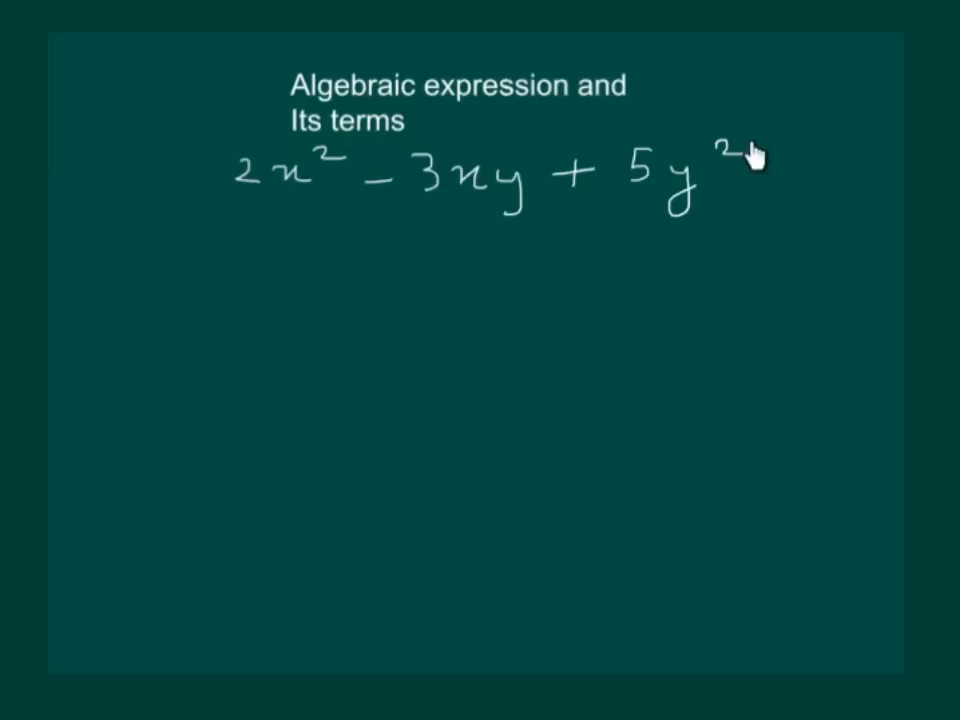 Algebraic expression and
Its terms
2x² - 3xy + 5y²